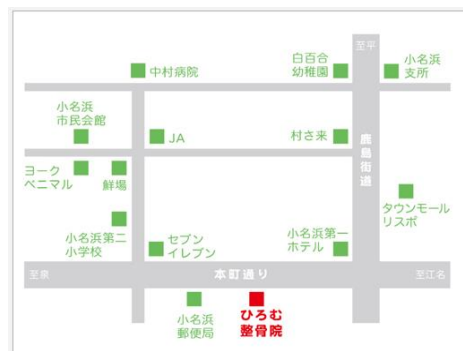 至平
白百合
幼稚園
小名浜
支所
中村病院
小名浜
市民会館
JA
村さ来
鹿島街道
ヨーク
ベニマル
鮮場
タウンモール
リスポ
小名浜第二
小学校
セブン
イレブン
小名浜第一
ホテル
至泉
本町通り
至江名
小名浜
郵便局
ひろむ
整骨院